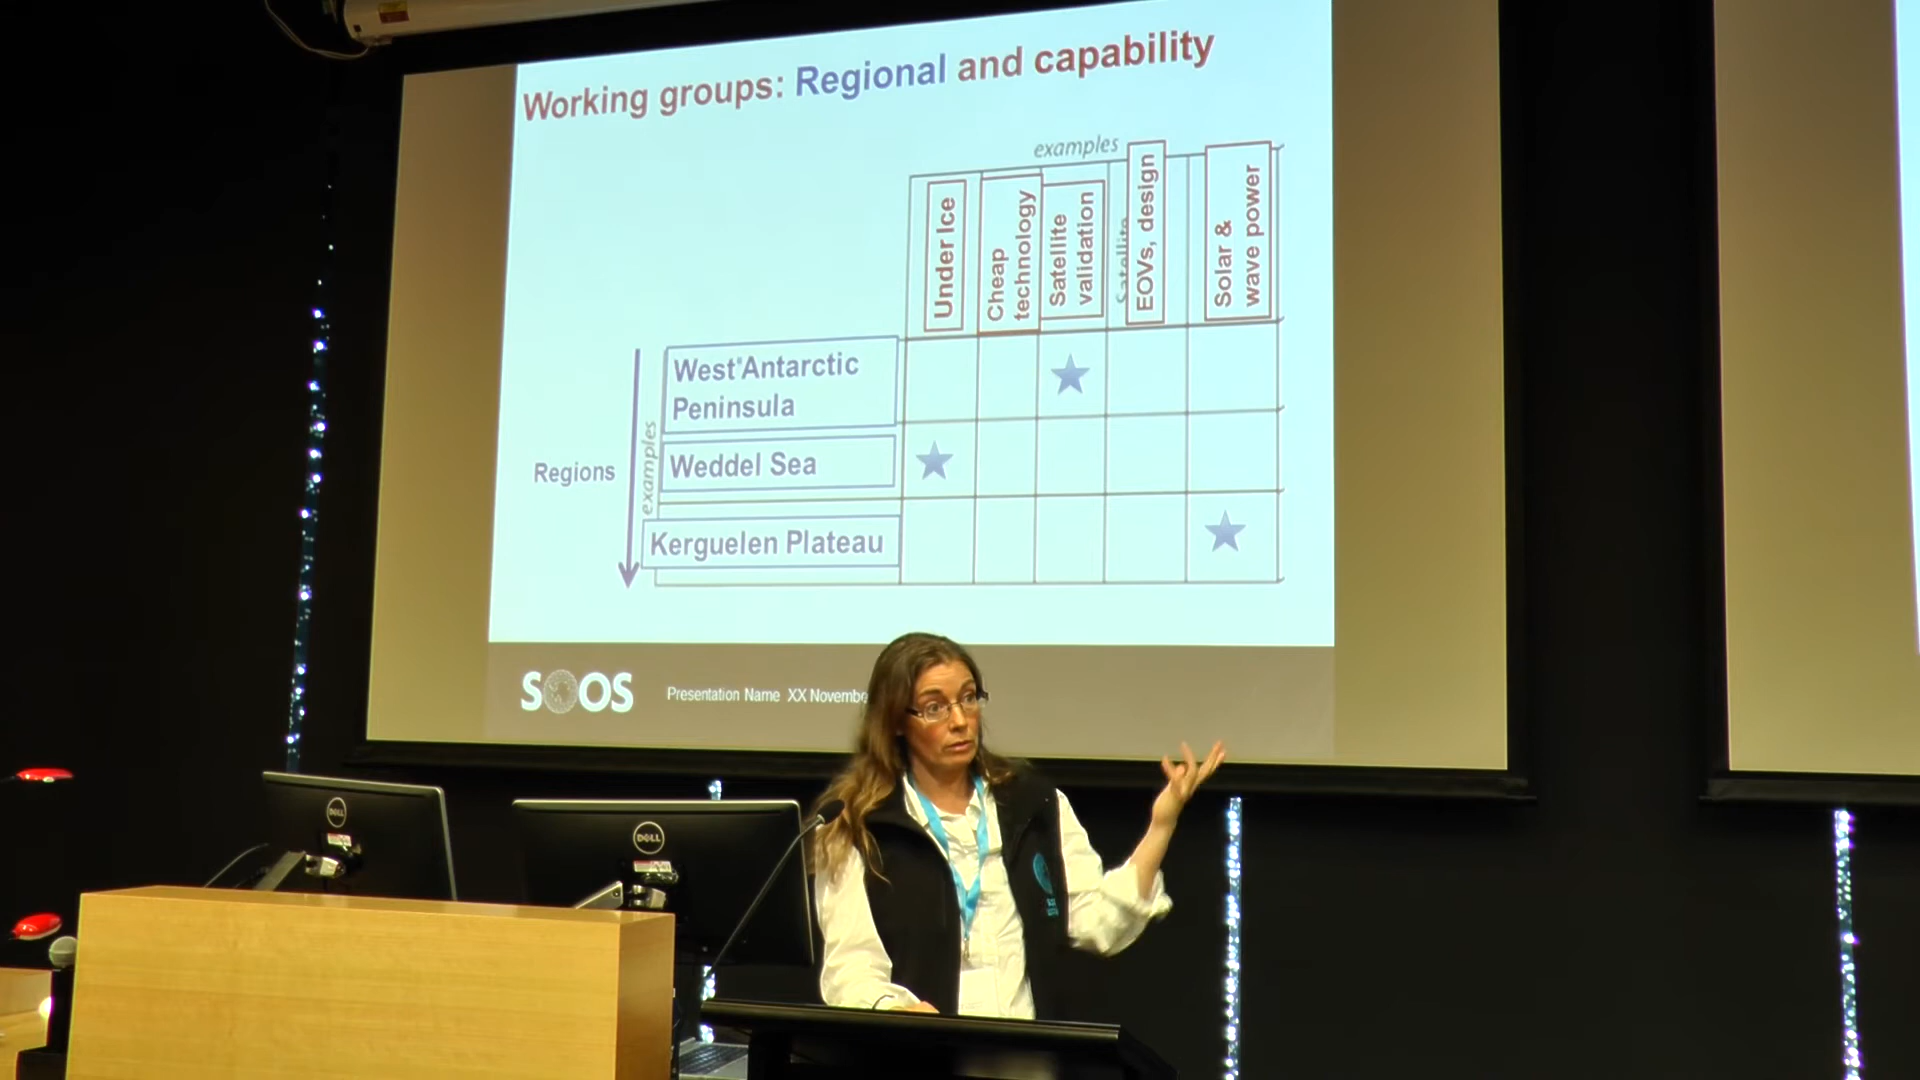 Working groups: Regional and capability
examples
Under Ice
Cheap
technology
Satellite
validation
Satellite
EOVs, design
Solar &
wave power
West Antarctic
Peninsula
Weddel Sea
Kerguelen Plateau
Regions
examples
SOOS
Presentation Name XX Novembe
DELL
DELL